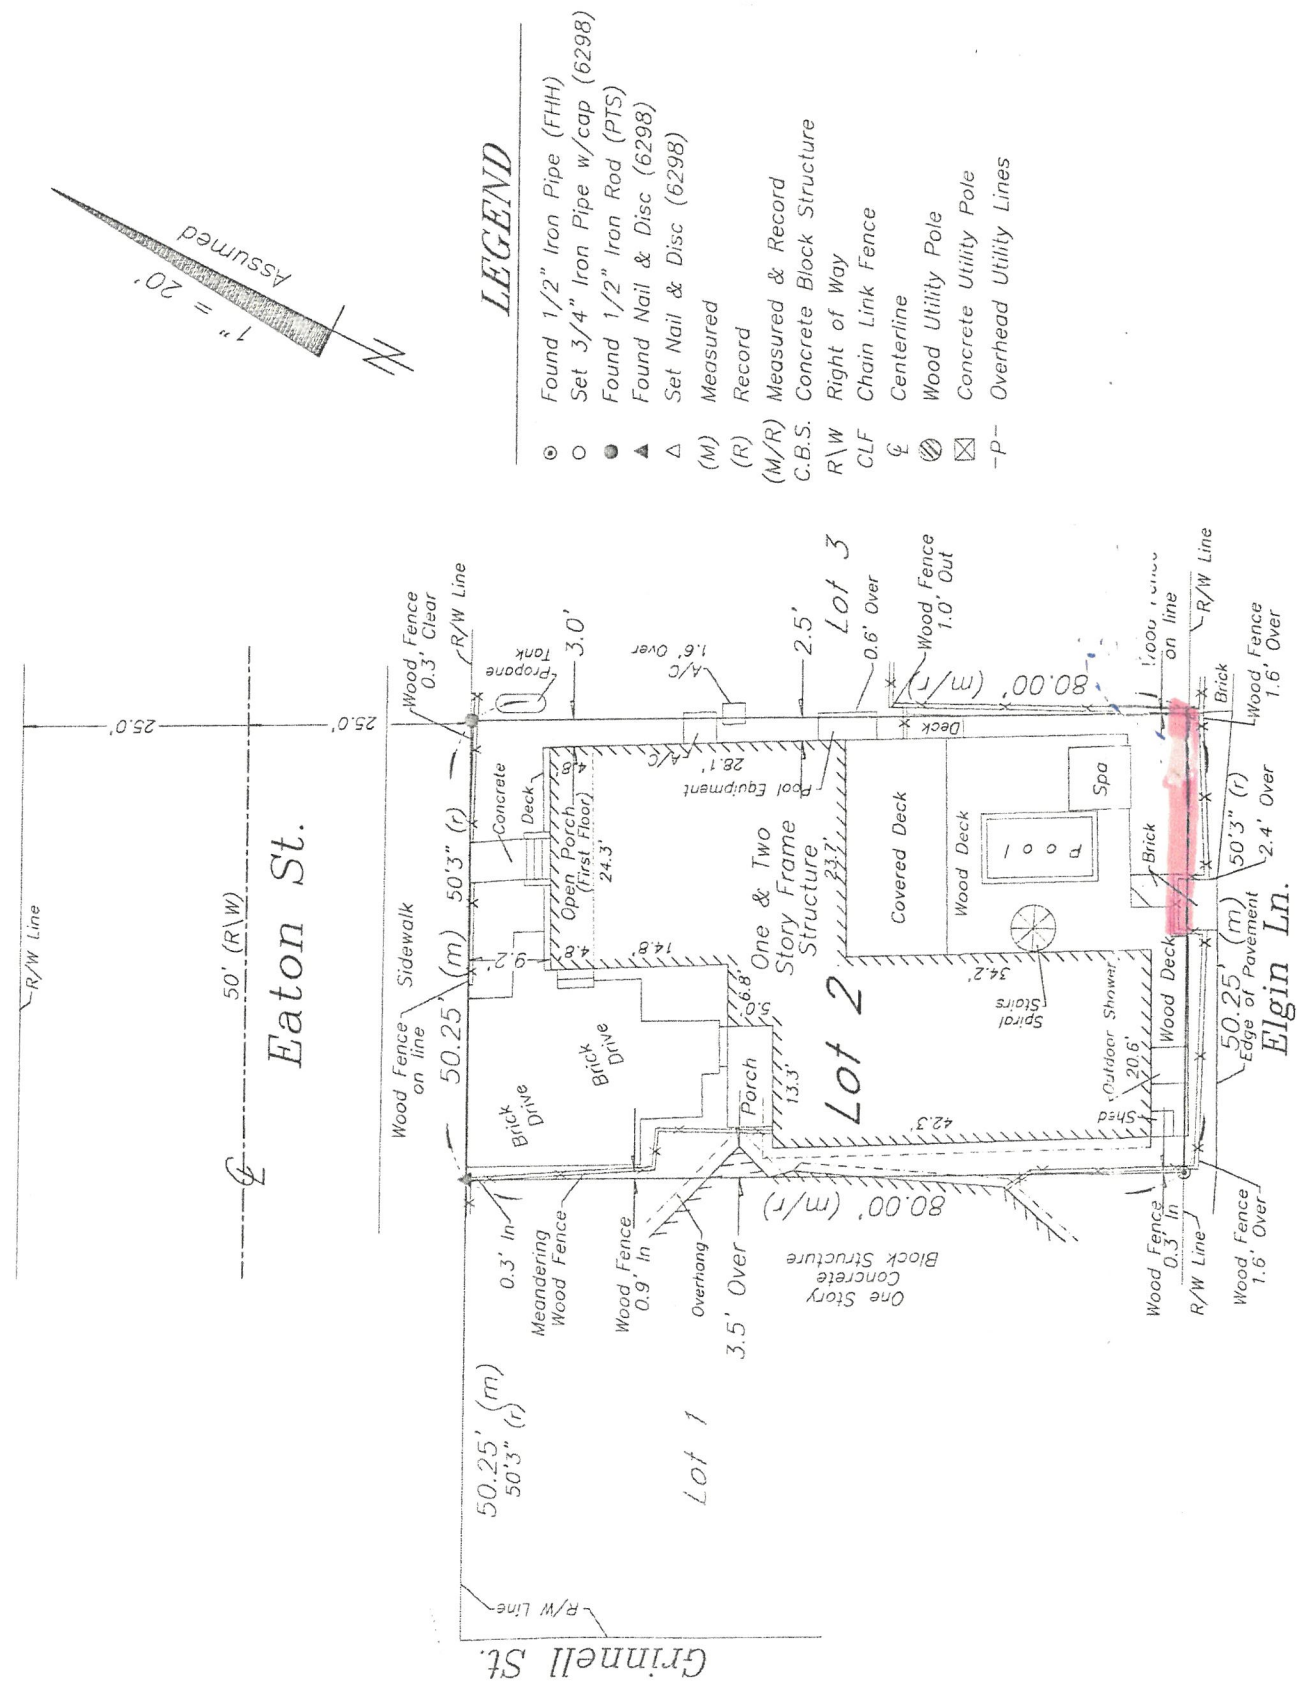 1" = 20'
Assumed
N
LEGEND
Found 1/2" Iron Pipe (FHH)
Set 3/4" Iron Pipe w/cap (6298)
Found 1/2" Iron Rod (PTS)
Found Nail & Disc (6298)
Set Nail & Disc (6298)
(M) Measured
(R) Record
(M/R) Measured & Record
C.B.S. Concrete Block Structure
R\W Right of Way
CLF Chain Link Fence
℄ Centerline
Wood Utility Pole
Concrete Utility Pole
-P- Overhead Utility Lines
R/W Line
50' (R\W)
25.0'
25.0'
℄
Eaton St.
Sidewalk
Wood Fence
on line
Wood Fence
0.3' Clear
R/W Line
50.25' (m) 50'3" (r)
Propane
Tank
3.0'
Concrete
Deck
9.2'
Open Porch
(First Floor)
24.3'
4.8'
4.8'
14.8'
A/C
A/C
1.6' Over
28.1'
2.5'
Lot 3
Pool Equipment
0.6' Over
Wood Fence
1.0' Out
80.00' (m/r)
Deck
One & Two
Story Frame
Structure
23.7'
Covered Deck
Wood Deck
Pool
Spa
Brick
Spiral
Stairs
34.2'
Brick
Drive
Brick
Drive
6.8'
5.0'
Porch
13.3'
Lot 2
42.3'
Outdoor Shower
20.6'
Shed
Wood Deck
on line
R/W Line
Wood Fence
1.6' Over
Brick
50'3" (r)
2.4' Over
50.25' (m)
Edge of Pavement
Elgin Ln.
0.3' In
Meandering
Wood Fence
Wood Fence
0.9' In
Overhang
3.5' Over
80.00' (m/r)
One Story
Concrete
Block Structure
Wood Fence
0.3' In
R/W Line
Wood Fence
1.6' Over
50.25' (m)
50'3" (r)
Lot 1
R/W Line
Grinnell St.